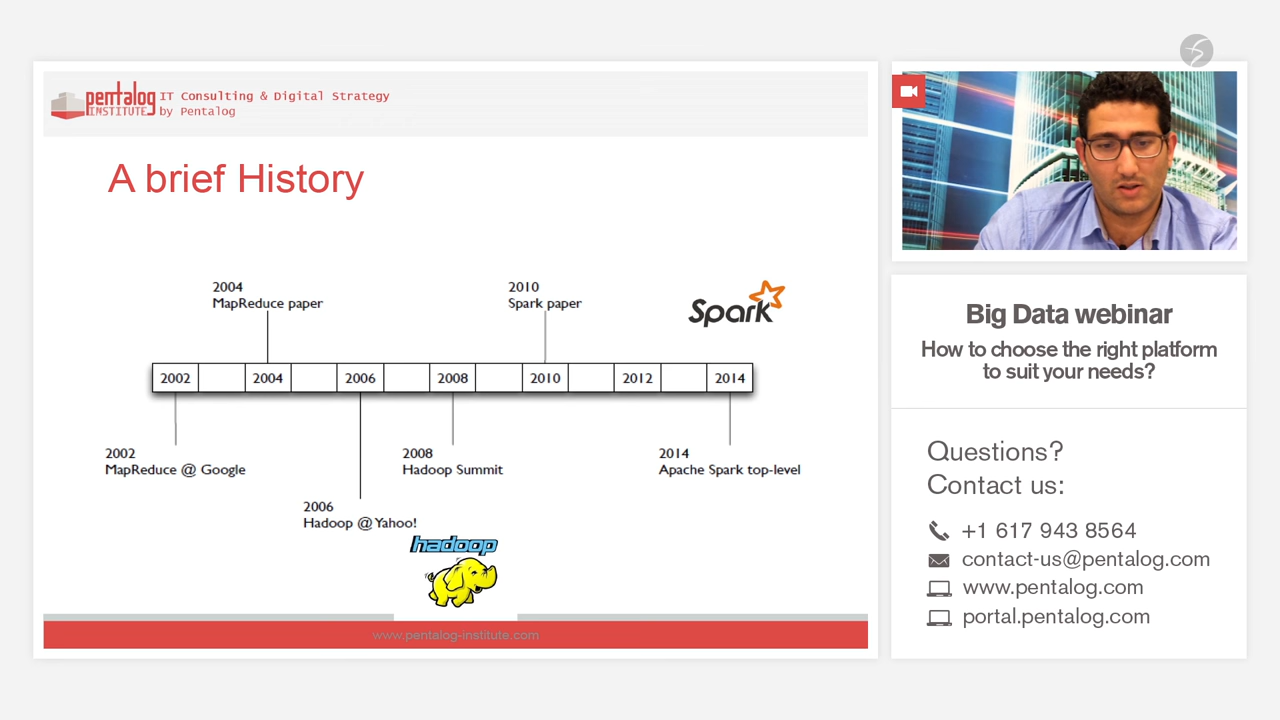 pentalog
INSTITUTE
IT Consulting & Digital Strategy
by Pentalog
A brief History
2004
MapReduce paper
2010
Spark paper
Spark
2002
2004
2006
2008
2010
2012
2014
2002
MapReduce @ Google
2008
Hadoop Summit
2014
Apache Spark top-level
2006
Hadoop @ Yahoo!
hadoop
www.pentalog-institute.com
Big Data webinar
How to choose the right platform
to suit your needs?
Questions?
Contact us:
+1 617 943 8564
contact-us@pentalog.com
www.pentalog.com
portal.pentalog.com